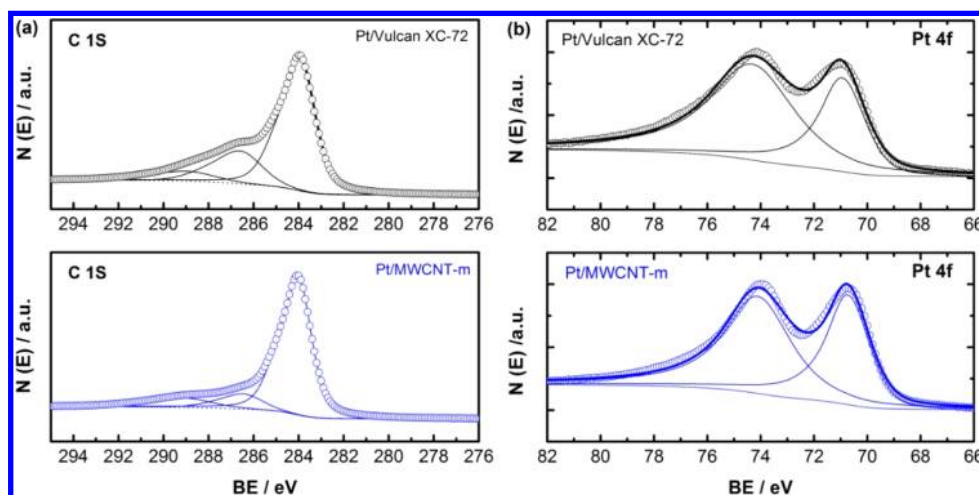 (a)
C 1S
Pt/Vulcan XC-72
N (E) / a.u.
294 292 290 288 286 284 282 280 278 276
C 1S
Pt/MWCNT-m
N (E) / a.u.
294 292 290 288 286 284 282 280 278 276
BE / eV
(b)
Pt/Vulcan XC-72
Pt 4f
N (E) /a.u.
82 80 78 76 74 72 70 68 66
Pt/MWCNT-m
Pt 4f
N (E) /a.u.
82 80 78 76 74 72 70 68 66
BE / eV